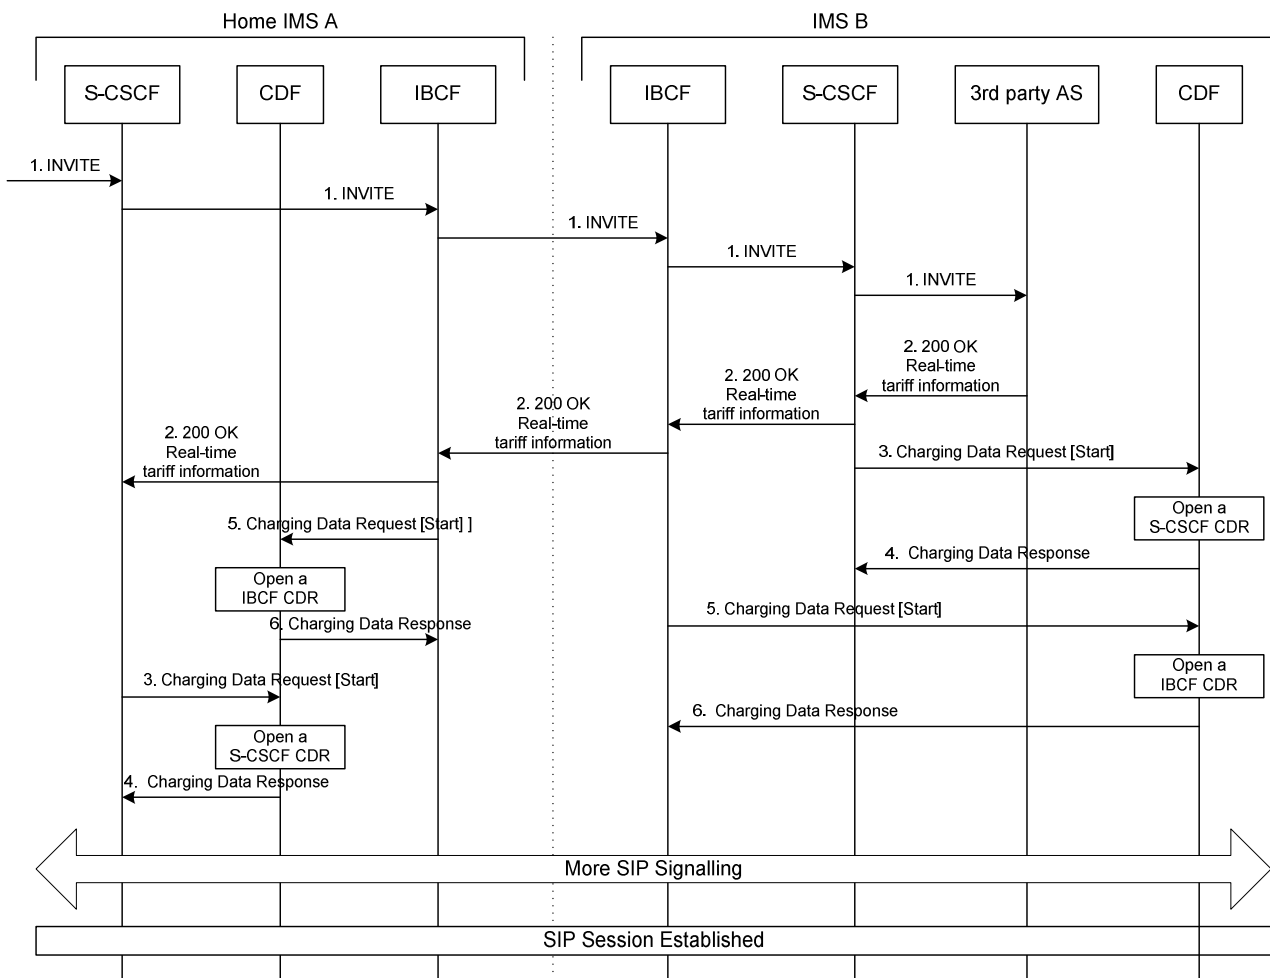 Home IMS A
IMS B
S-CSCF
CDF
IBCF
IBCF
S-CSCF
3rd party AS
CDF
1. INVITE
1. INVITE
1. INVITE
1. INVITE
1. INVITE
2. 200 OK
Real-time
tariff information
2. 200 OK
Real-time
tariff information
2. 200 OK
Real-time
tariff information
2. 200 OK
Real-time
tariff information
3. Charging Data Request [Start]
Open a
S-CSCF CDR
5. Charging Data Request [Start] ]
4. Charging Data Response
Open a
IBCF CDR
5. Charging Data Request [Start]
6. Charging Data Response
Open a
IBCF CDR
3. Charging Data Request [Start]
6. Charging Data Response
Open a
S-CSCF CDR
4. Charging Data Response
More SIP Signalling
SIP Session Established